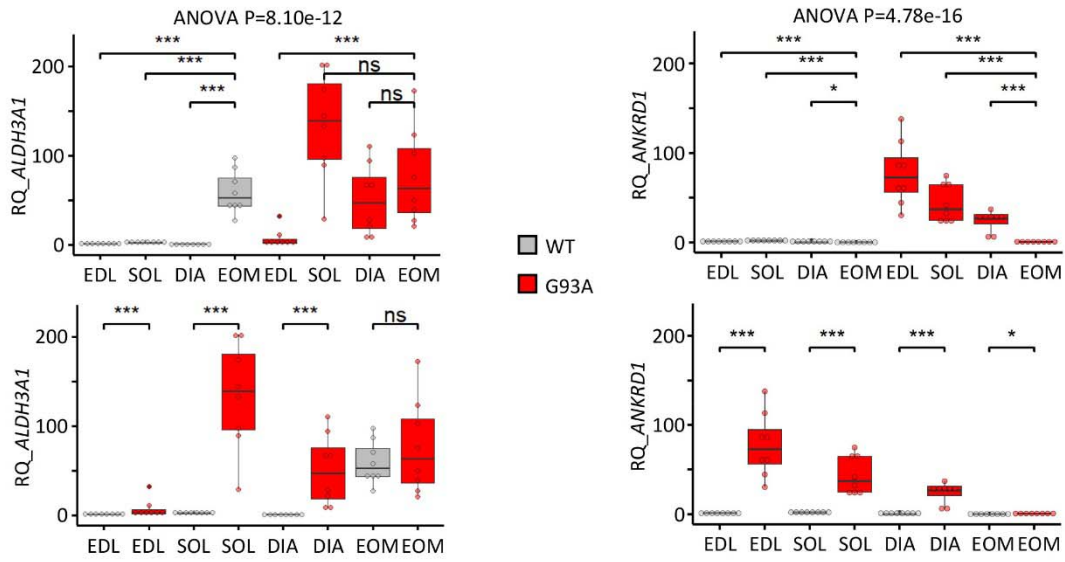 ANOVA P=8.10e-12
*** ***
*** ns
*** ns
200
100
0
RQ_ALDH3A1
EDL SOL DIA EOM EDL SOL DIA EOM
ANOVA P=4.78e-16
*** ***
*** ***
* ***
200
100
0
RQ_ANKRD1
EDL SOL DIA EOM EDL SOL DIA EOM
WT
G93A
*** *** *** ns
200
100
0
RQ_ALDH3A1
EDL EDL SOL SOL DIA DIA EOM EOM
*** *** *** *
200
100
0
RQ_ANKRD1
EDL EDL SOL SOL DIA DIA EOM EOM